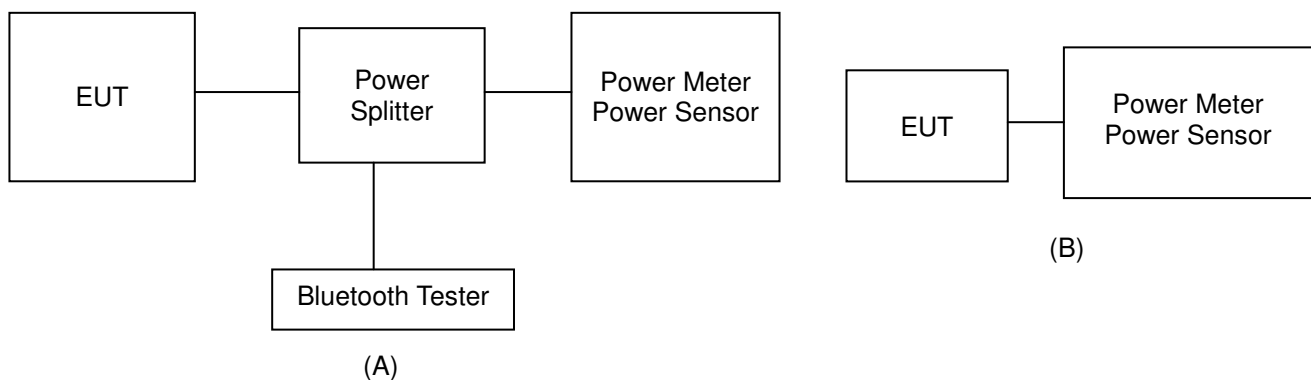 EUT
Power
Splitter
Power Meter
Power Sensor
Bluetooth Tester
(A)
EUT
Power Meter
Power Sensor
(B)